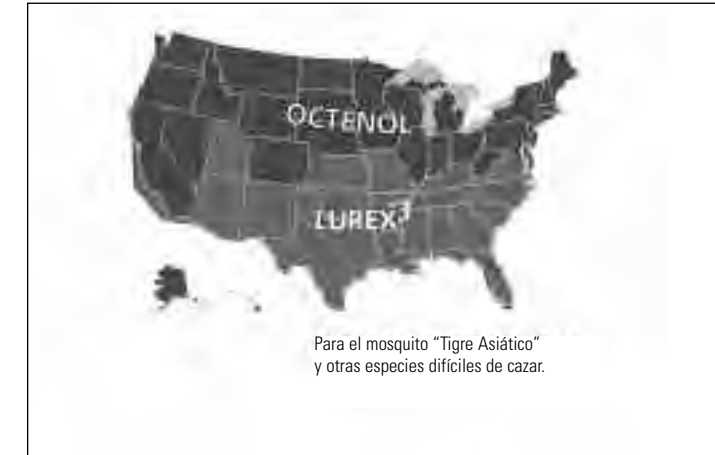 OCTENOL
LUREX³
Para el mosquito “Tigre Asiático”
y otras especies difíciles de cazar.